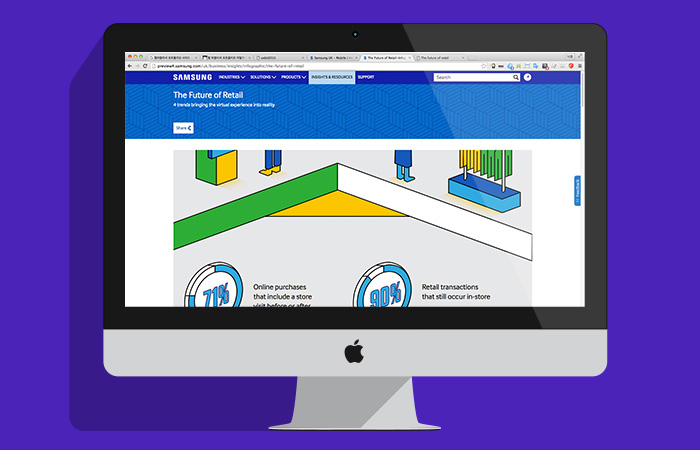 Samsung UK - Mobile |
The Future of Retail
The future of retail
preview4.samsung.com/uk/business/insights/infographic/the-future-of-retail
SAMSUNG INDUSTRIES SOLUTIONS PRODUCTS INSIGHTS & RESOURCES SUPPORT Search
The Future of Retail
4 trends bringing the virtual experience into reality
Share
71%
Online purchases
that include a store
visit before or after
90%
Retail transactions
that still occur in-store